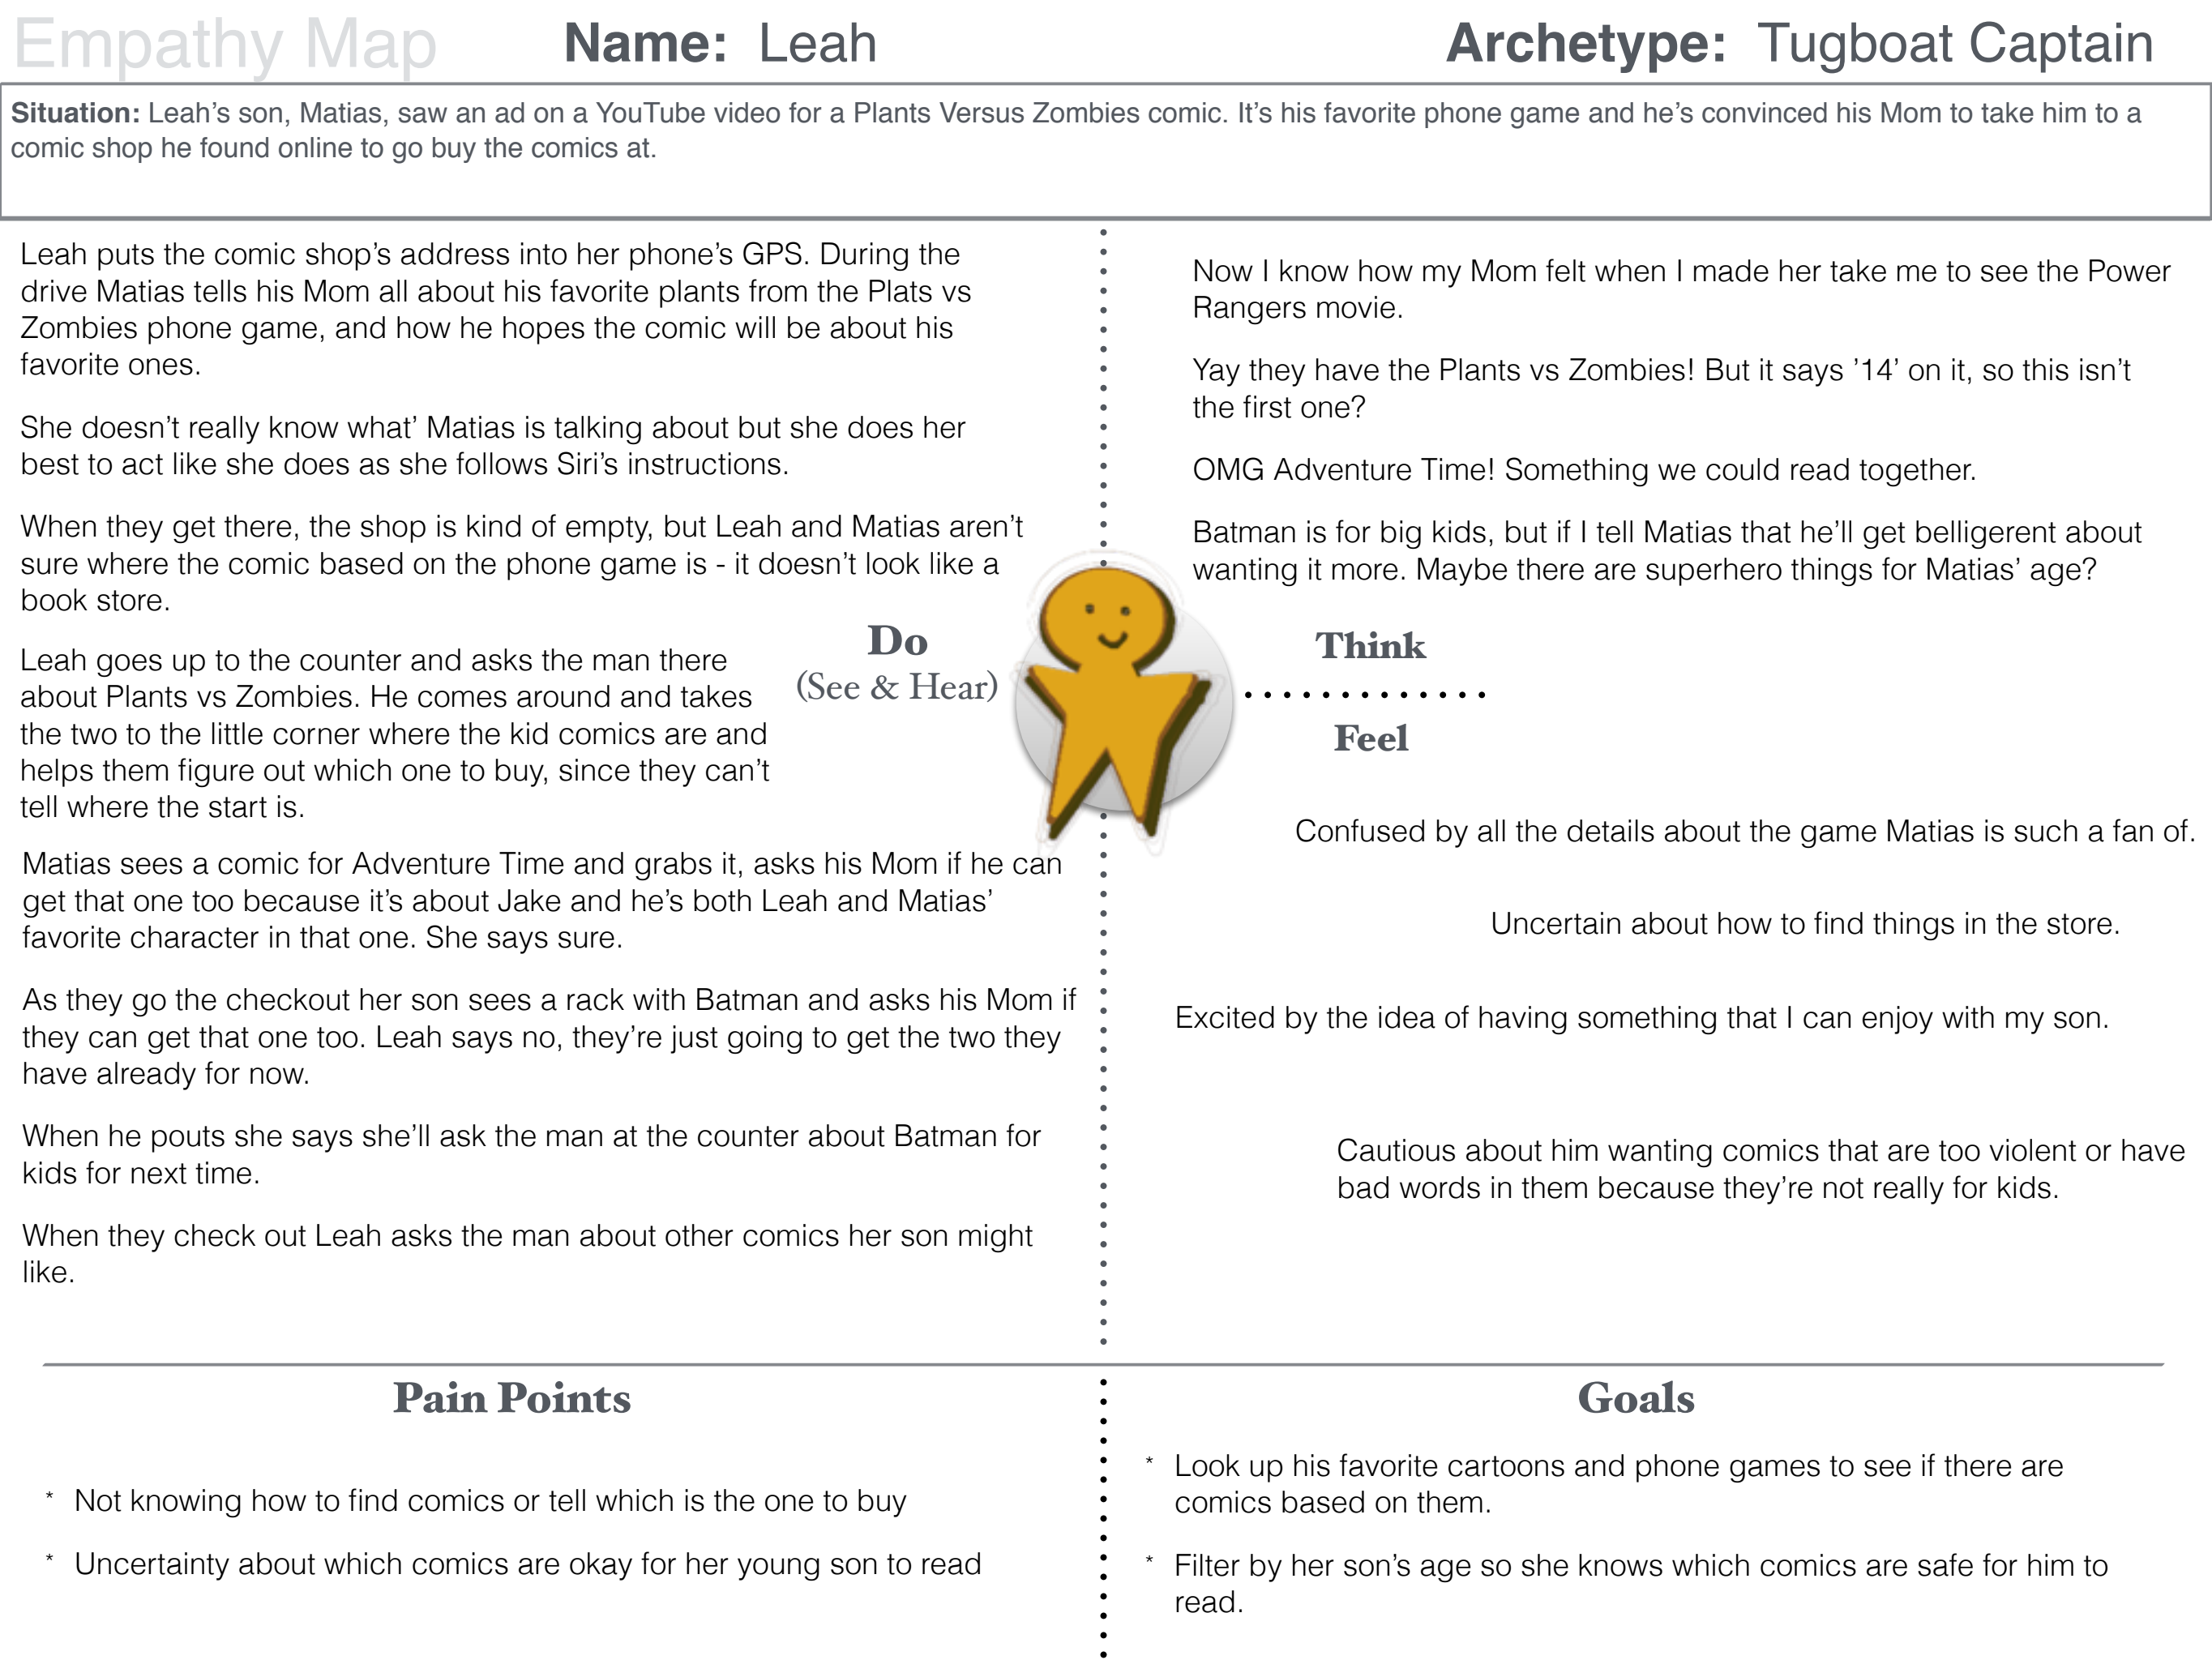 Empathy Map
Name: Leah
Archetype: Tugboat Captain
Situation: Leah’s son, Matias, saw an ad on a YouTube video for a Plants Versus Zombies comic. It’s his favorite phone game and he’s convinced his Mom to take him to a
comic shop he found online to go buy the comics at.
Leah puts the comic shop’s address into her phone’s GPS. During the
drive Matias tells his Mom all about his favorite plants from the Plats vs
Zombies phone game, and how he hopes the comic will be about his
favorite ones.
She doesn’t really know what’ Matias is talking about but she does her
best to act like she does as she follows Siri’s instructions.
When they get there, the shop is kind of empty, but Leah and Matias aren’t
sure where the comic based on the phone game is - it doesn’t look like a
book store.
Leah goes up to the counter and asks the man there
about Plants vs Zombies. He comes around and takes
the two to the little corner where the kid comics are and
helps them figure out which one to buy, since they can’t
tell where the start is.
Matias sees a comic for Adventure Time and grabs it, asks his Mom if he can
get that one too because it’s about Jake and he’s both Leah and Matias’
favorite character in that one. She says sure.
As they go the checkout her son sees a rack with Batman and asks his Mom if
they can get that one too. Leah says no, they’re just going to get the two they
have already for now.
When he pouts she says she’ll ask the man at the counter about Batman for
kids for next time.
When they check out Leah asks the man about other comics her son might
like.
Do
(See & Hear)
Now I know how my Mom felt when I made her take me to see the Power
Rangers movie.
Yay they have the Plants vs Zombies! But it says ’14’ on it, so this isn’t
the first one?
OMG Adventure Time! Something we could read together.
Batman is for big kids, but if I tell Matias that he’ll get belligerent about
wanting it more. Maybe there are superhero things for Matias’ age?
Think
Feel
Confused by all the details about the game Matias is such a fan of.
Uncertain about how to find things in the store.
Excited by the idea of having something that I can enjoy with my son.
Cautious about him wanting comics that are too violent or have
bad words in them because they’re not really for kids.
Pain Points
* Not knowing how to find comics or tell which is the one to buy
* Uncertainty about which comics are okay for her young son to read
Goals
* Look up his favorite cartoons and phone games to see if there are
comics based on them.
* Filter by her son’s age so she knows which comics are safe for him to
read.